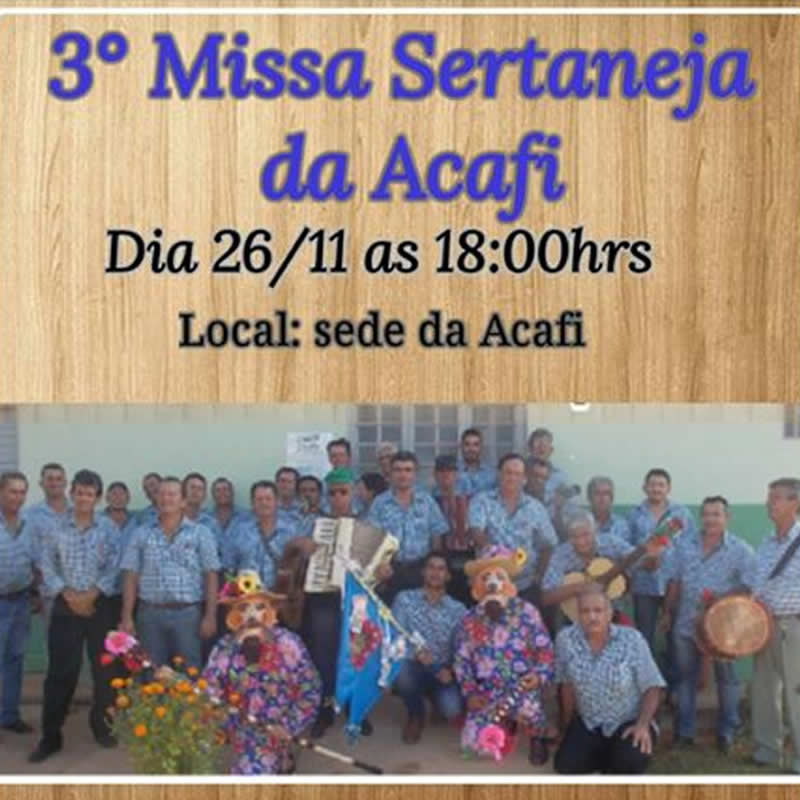 3° Missa Sertaneja
da Acafi
Dia 26/11 as 18:00hrs
Local: sede da Acafi